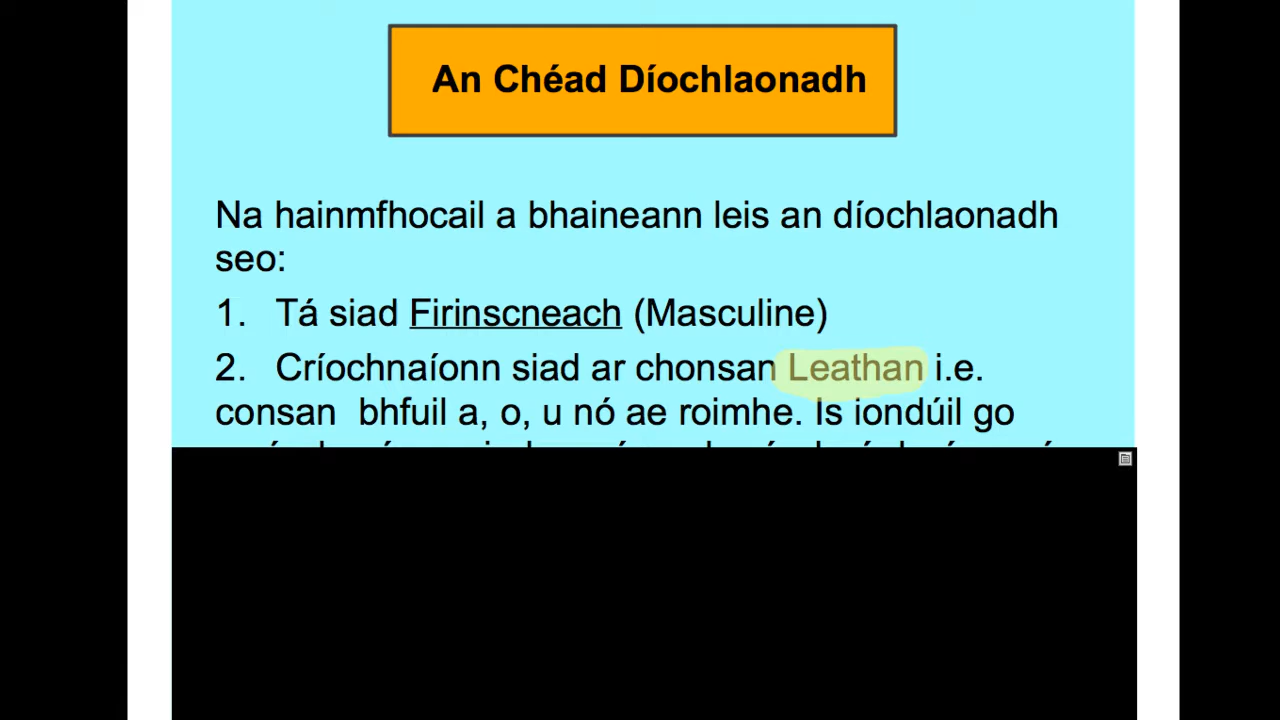 An Chéad Díochlaonadh
Na hainmfhocail a bhaineann leis an díochlaonadh
seo:
1. Tá siad Firinscneach (Masculine)
2. Críochnaíonn siad ar chonsan Leathan i.e.
consan bhfuil a, o, u nó ae roimhe. Is iondúil go